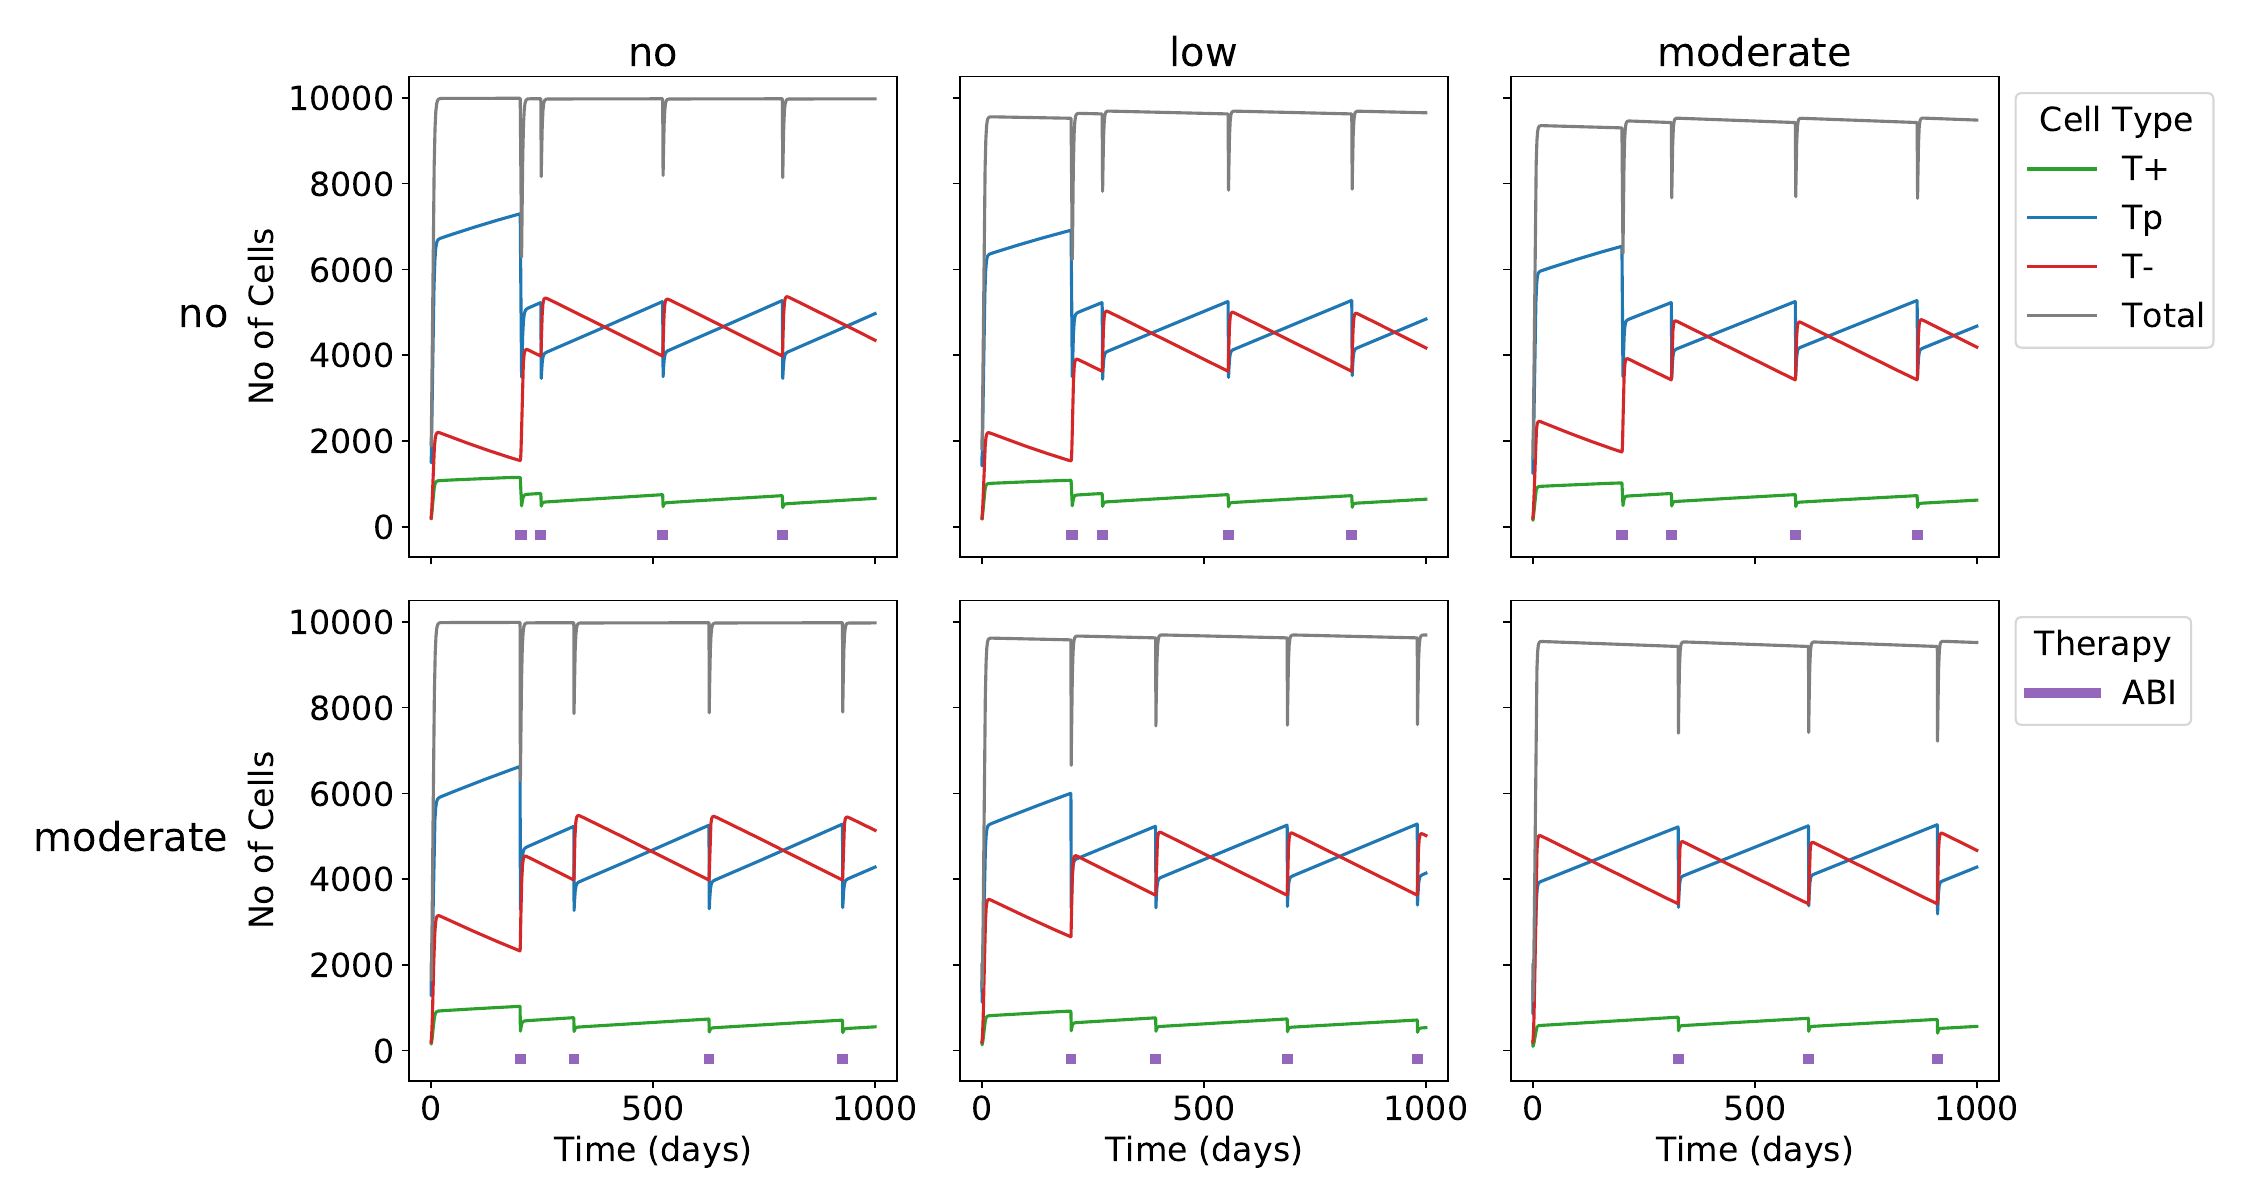 no low moderate
10000
8000
6000
4000
2000
0
No of Cells
no
Cell Type
T+
Tp
T-
Total
10000
8000
6000
4000
2000
0
No of Cells
moderate
Therapy
ABI
0 500 1000 0 500 1000 0 500 1000
Time (days) Time (days) Time (days)